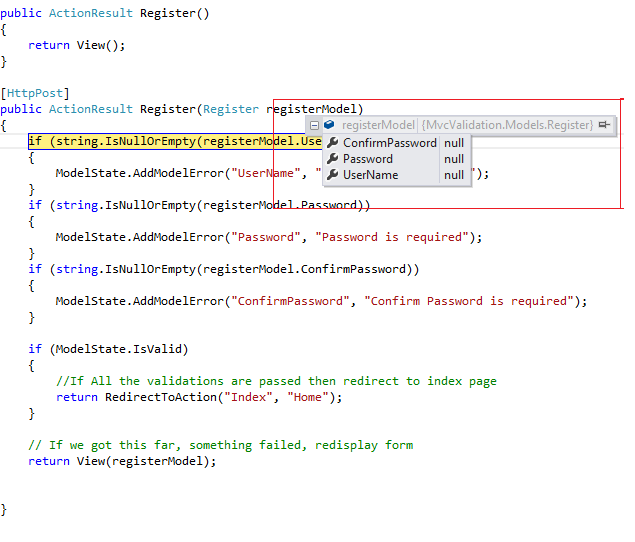 public ActionResult Register()
{
return View();
}
[HttpPost]
public ActionResult Register(Register registerModel)
{
registerModel {MvcValidation.Models.Register}
if (string.IsNullOrEmpty(registerModel.Use
ConfirmPassword null
{
Password null
ModelState.AddModelError("UserName", " ");
UserName null
}
if (string.IsNullOrEmpty(registerModel.Password))
{
ModelState.AddModelError("Password", "Password is required");
}
if (string.IsNullOrEmpty(registerModel.ConfirmPassword))
{
ModelState.AddModelError("ConfirmPassword", "Confirm Password is required");
}
if (ModelState.IsValid)
{
//If All the validations are passed then redirect to index page
return RedirectToAction("Index", "Home");
}
// If we got this far, something failed, redisplay form
return View(registerModel);
}